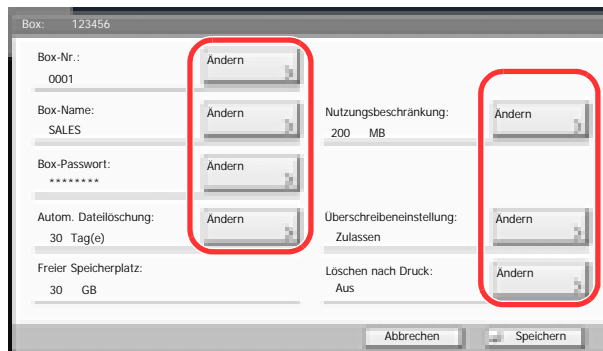 Box: 123456
Box-Nr.:
0001
Ändern
Box-Name:
SALES
Ändern
Nutzungsbeschränkung:
200 MB
Ändern
Box-Passwort:
********
Ändern
Autom. Dateilöschung:
30 Tag(e)
Ändern
Überschreibeneinstellung:
Zulassen
Ändern
Freier Speicherplatz:
30 GB
Löschen nach Druck:
Aus
Ändern
Abbrechen
Speichern